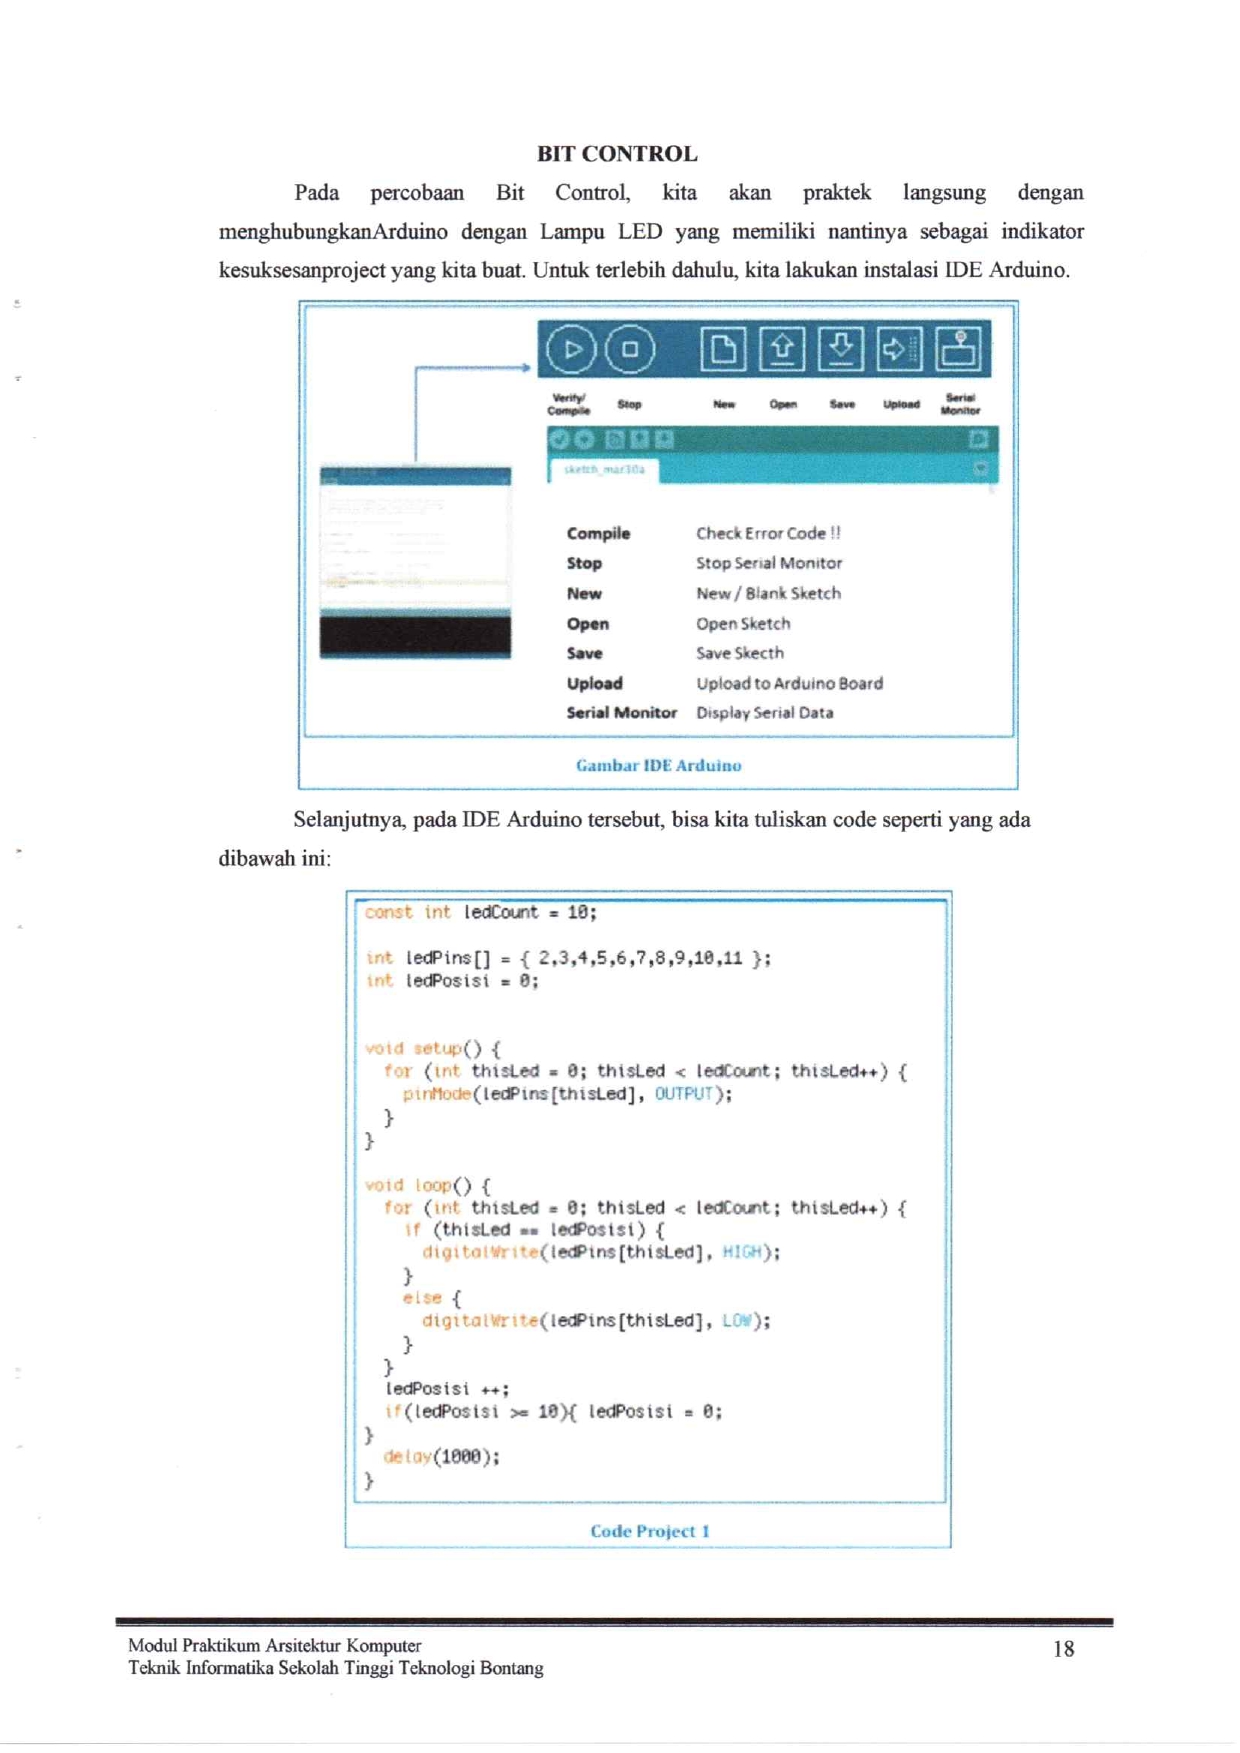 BIT CONTROL
Pada percobaan Bit Control, kita akan praktek langsung dengan
menghubungkanArduino dengan Lampu LED yang memiliki nantinya sebagai indikator
kesuksesanproject yang kita buat. Untuk terlebih dahulu, kita lakukan instalasi IDE Arduino.
Verify/ Compile Stop New Open Save Upload Serial Monitor
sketch_mar10a
Compile Check Error Code !!
Stop Stop Serial Monitor
New New / Blank Sketch
Open Open Sketch
Save Save Skecth
Upload Upload to Arduino Board
Serial Monitor Display Serial Data
Gambar IDE Arduino
Selanjutnya, pada IDE Arduino tersebut, bisa kita tuliskan code seperti yang ada
dibawah ini:
const int ledCount = 10;
int ledPins[] = { 2,3,4,5,6,7,8,9,10,11 };
int ledPosisi = 0;
void setup() {
for (int thisLed = 0; thisLed < ledCount; thisLed++) {
pinMode(ledPins[thisLed], OUTPUT);
}
}
void loop() {
for (int thisLed = 0; thisLed < ledCount; thisLed++) {
if (thisLed == ledPosisi) {
digitalWrite(ledPins[thisLed], HIGH);
}
else {
digitalWrite(ledPins[thisLed], LOW);
}
}
ledPosisi ++;
if(ledPosisi >= 10){ ledPosisi = 0;
}
delay(1000);
}
Code Project 1
Modul Praktikum Arsitektur Komputer
Teknik Informatika Sekolah Tinggi Teknologi Bontang
18